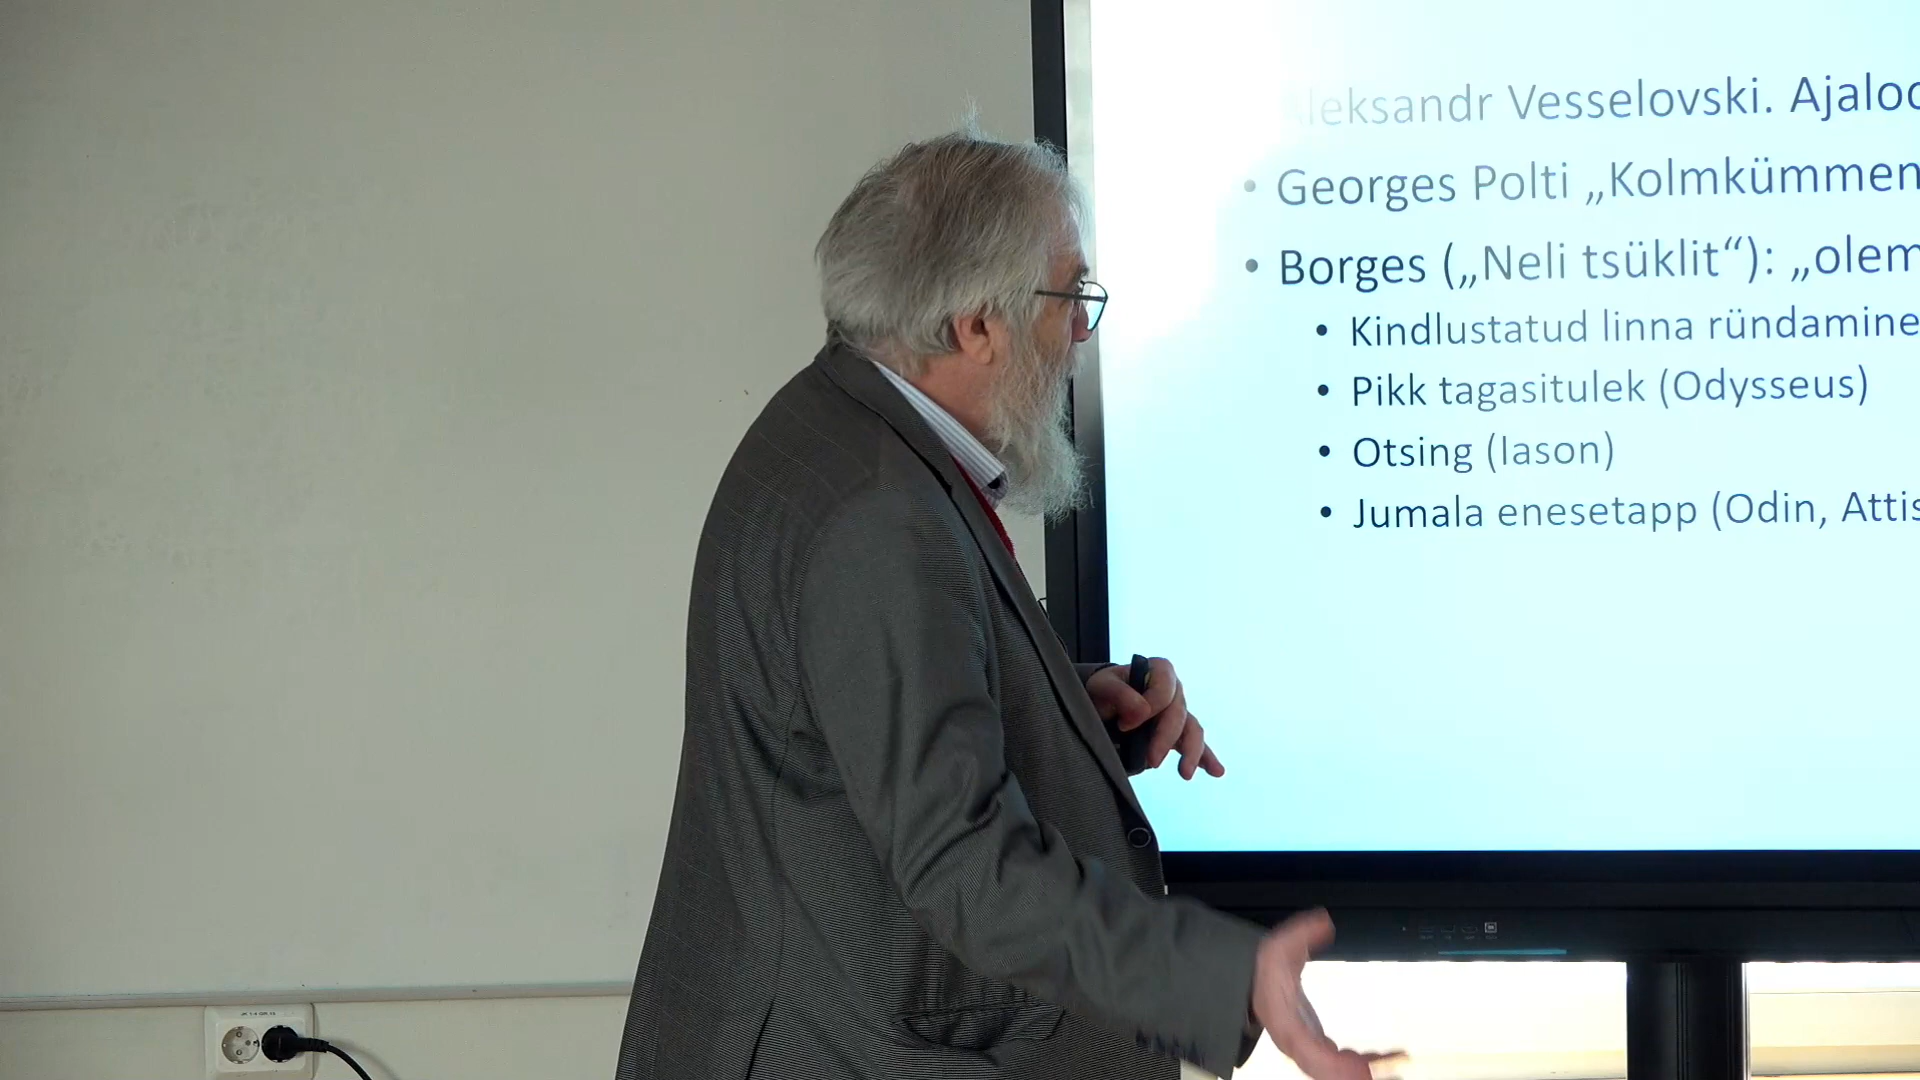 leksandr Vesselovski. Ajaloo
• Georges Polti „Kolmkümmen
• Borges („Neli tsüklit“): „olem
• Kindlustatud linna ründamine
• Pikk tagasitulek (Odysseus)
• Otsing (Iason)
• Jumala enesetapp (Odin, Attis